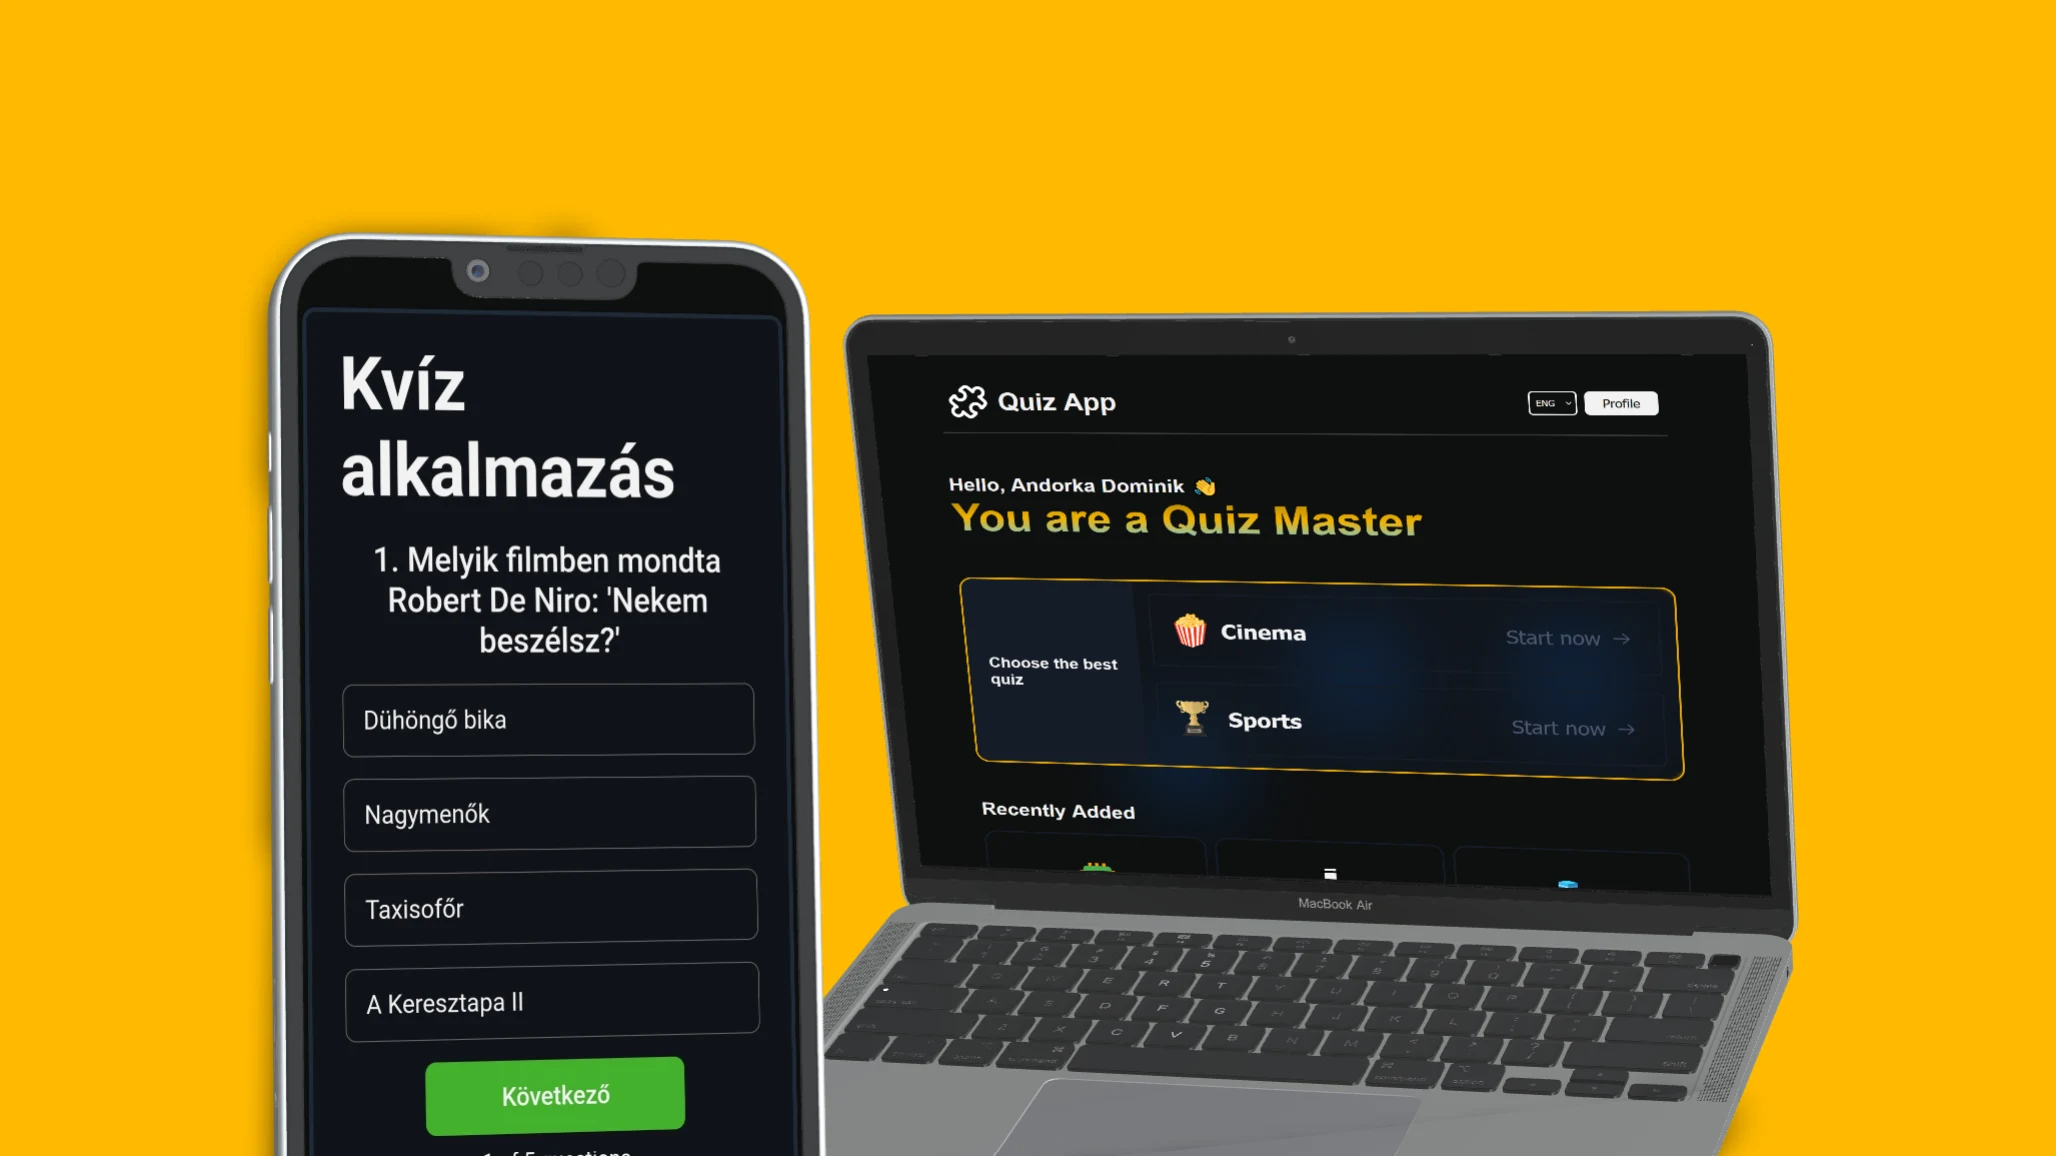 Kvíz
alkalmazás
1. Melyik filmben mondta
Robert De Niro: 'Nekem
beszélsz?'
Dühöngő bika
Nagymenők
Taxisofőr
A Keresztapa II
Következő
Quiz App
ENG
Profile
Hello, Andorka Dominik 👋
You are a Quiz Master
Choose the best
quiz
Cinema
Start now →
Sports
Start now →
Recently Added
MacBook Air